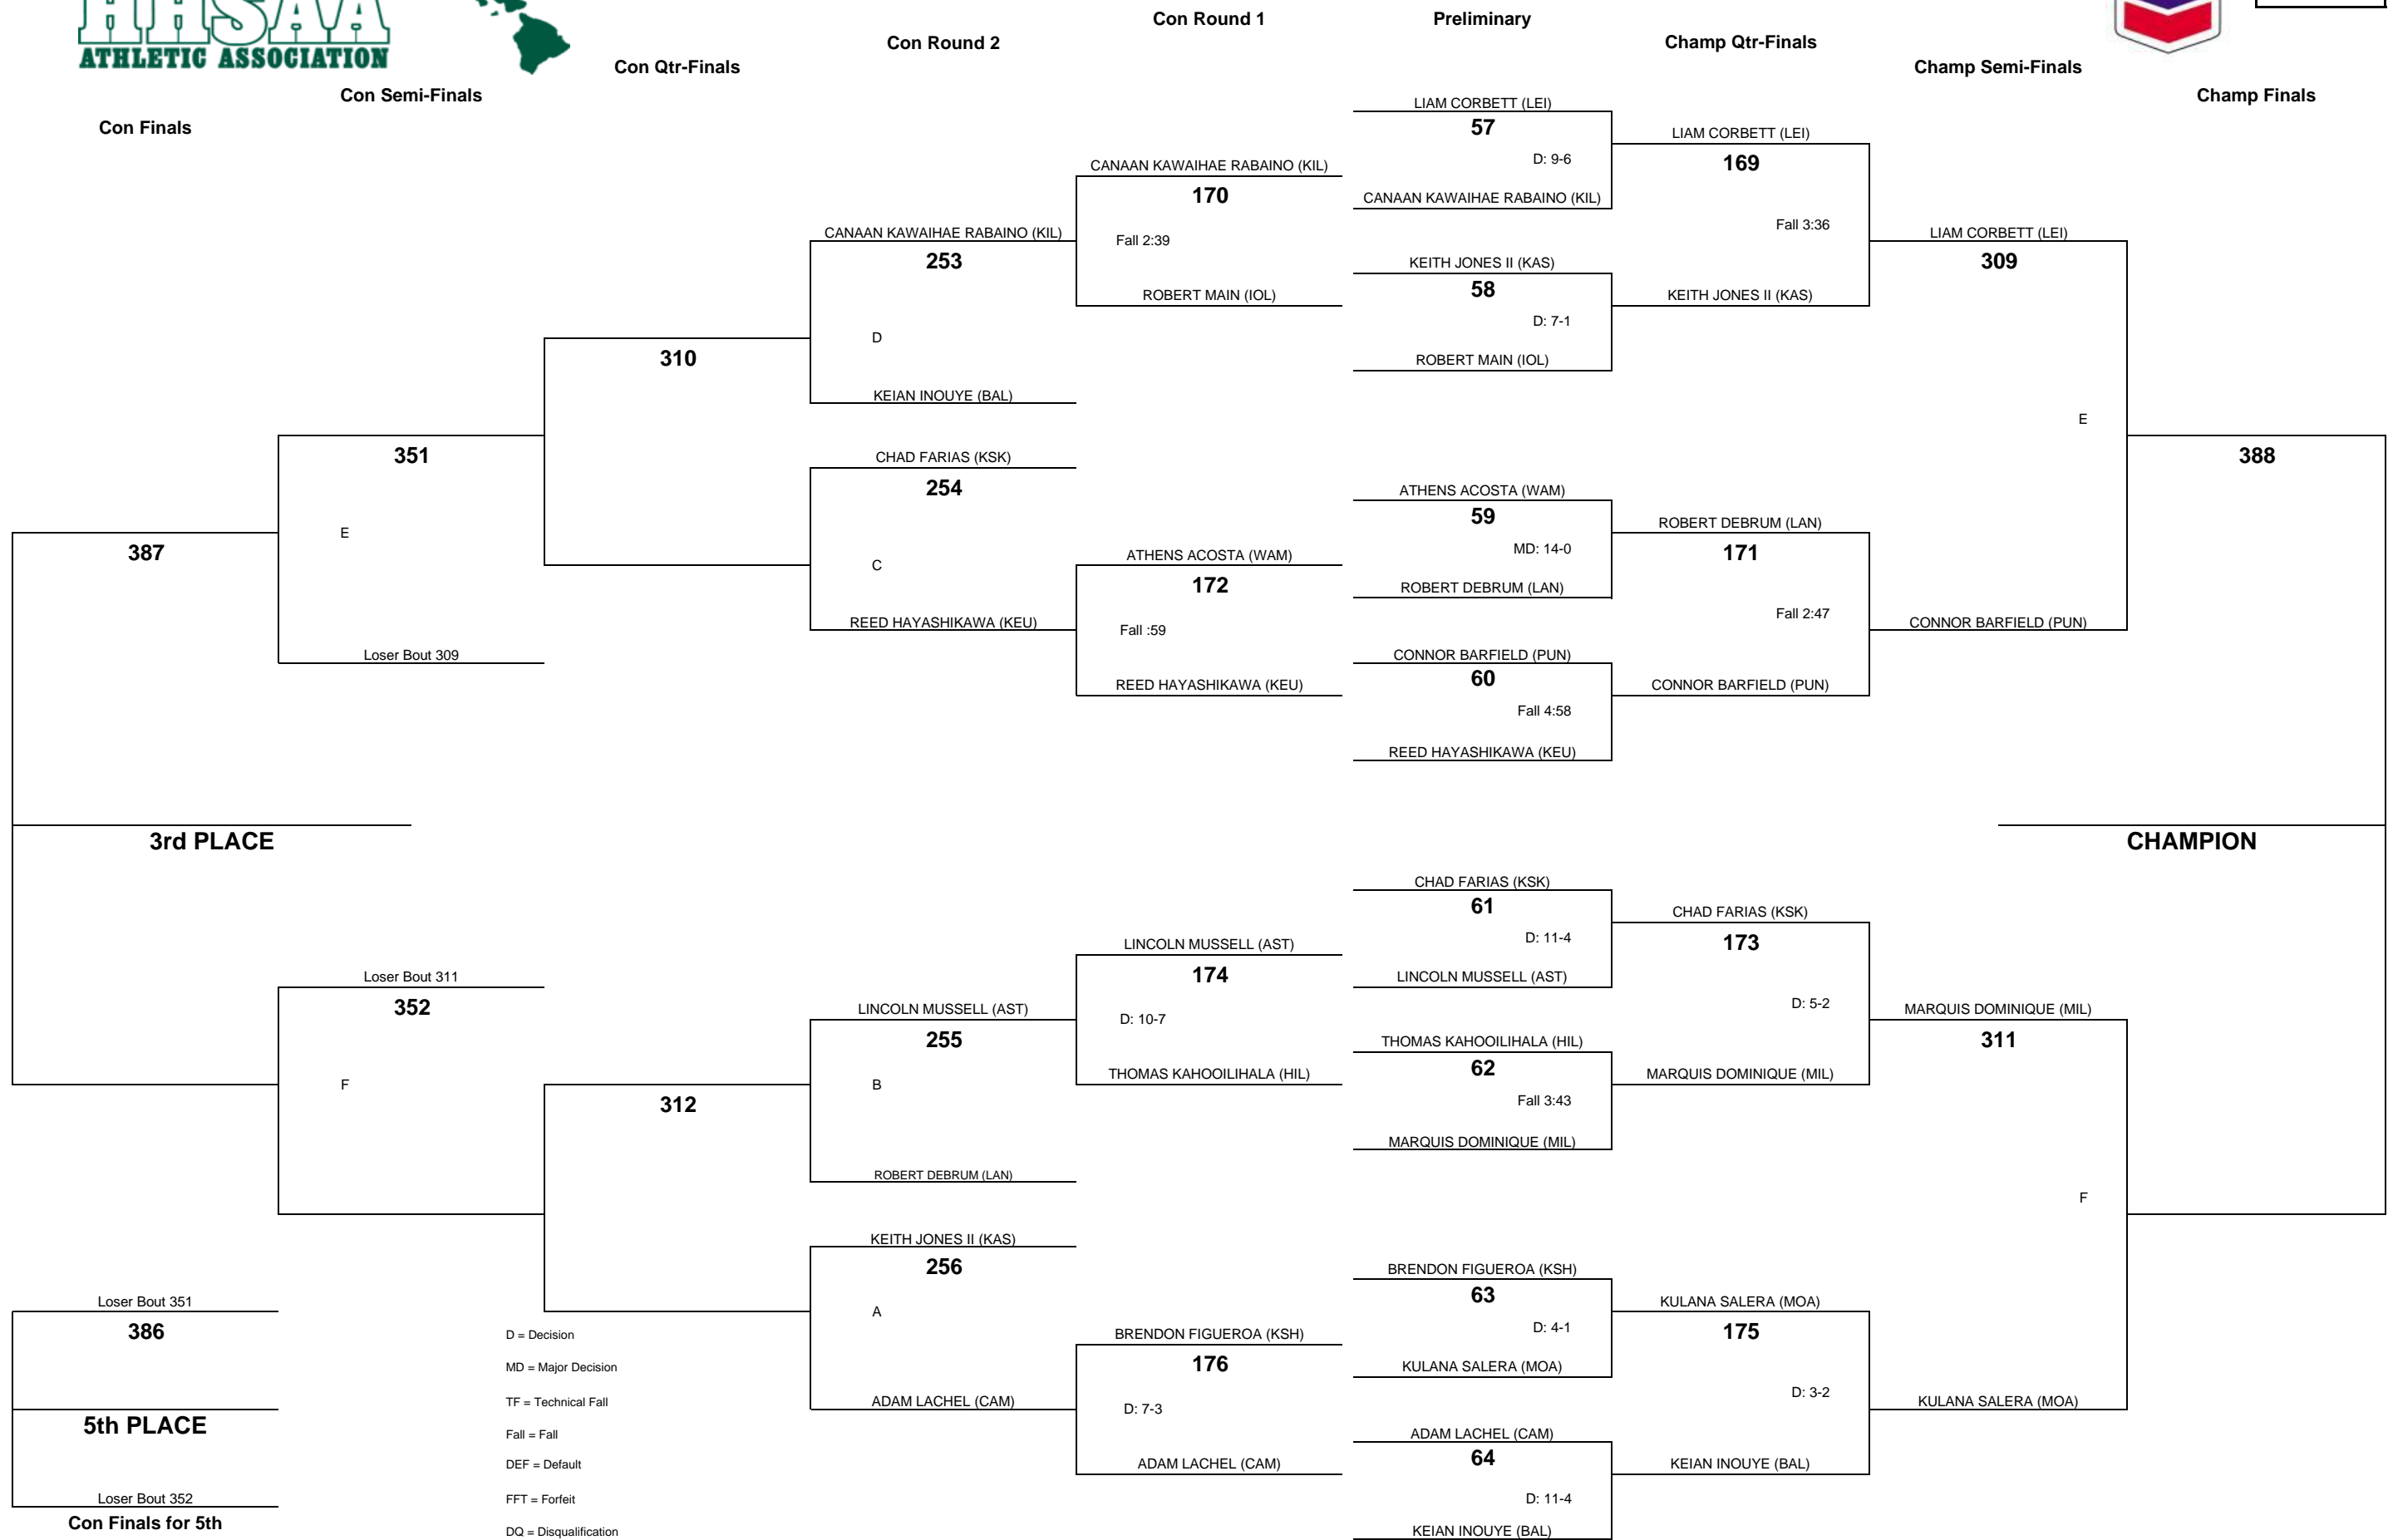 HHSAA
ATHLETIC ASSOCIATION
Con Round 1
Preliminary
Con Round 2
Champ Qtr-Finals
Con Qtr-Finals
Champ Semi-Finals
Con Semi-Finals
Champ Finals
Con Finals
LIAM CORBETT (LEI)
57
D: 9-6
CANAAN KAWAIHAE RABAINO (KIL)
KEITH JONES II (KAS)
58
D: 7-1
ROBERT MAIN (IOL)
ATHENS ACOSTA (WAM)
59
MD: 14-0
ROBERT DEBRUM (LAN)
CONNOR BARFIELD (PUN)
60
Fall 4:58
REED HAYASHIKAWA (KEU)
CHAD FARIAS (KSK)
61
D: 11-4
LINCOLN MUSSELL (AST)
THOMAS KAHOOILIHALA (HIL)
62
Fall 3:43
MARQUIS DOMINIQUE (MIL)
BRENDON FIGUEROA (KSH)
63
D: 4-1
KULANA SALERA (MOA)
ADAM LACHEL (CAM)
64
D: 11-4
KEIAN INOUYE (BAL)
LIAM CORBETT (LEI)
169
Fall 3:36
KEITH JONES II (KAS)
ROBERT DEBRUM (LAN)
171
Fall 2:47
CONNOR BARFIELD (PUN)
CHAD FARIAS (KSK)
173
D: 5-2
MARQUIS DOMINIQUE (MIL)
KULANA SALERA (MOA)
175
D: 3-2
KEIAN INOUYE (BAL)
LIAM CORBETT (LEI)
309
E
CONNOR BARFIELD (PUN)
MARQUIS DOMINIQUE (MIL)
311
F
KULANA SALERA (MOA)
388
CHAMPION
CANAAN KAWAIHAE RABAINO (KIL)
170
Fall 2:39
ROBERT MAIN (IOL)
ATHENS ACOSTA (WAM)
172
Fall :59
REED HAYASHIKAWA (KEU)
LINCOLN MUSSELL (AST)
174
D: 10-7
THOMAS KAHOOILIHALA (HIL)
BRENDON FIGUEROA (KSH)
176
D: 7-3
ADAM LACHEL (CAM)
CANAAN KAWAIHAE RABAINO (KIL)
253
D
KEIAN INOUYE (BAL)
CHAD FARIAS (KSK)
254
C
REED HAYASHIKAWA (KEU)
LINCOLN MUSSELL (AST)
255
B
ROBERT DEBRUM (LAN)
KEITH JONES II (KAS)
256
A
ADAM LACHEL (CAM)
310
312
351
E
Loser Bout 309
Loser Bout 311
352
F
387
3rd PLACE
Loser Bout 351
386
5th PLACE
Loser Bout 352
Con Finals for 5th
D = Decision
MD = Major Decision
TF = Technical Fall
Fall = Fall
DEF = Default
FFT = Forfeit
DQ = Disqualification